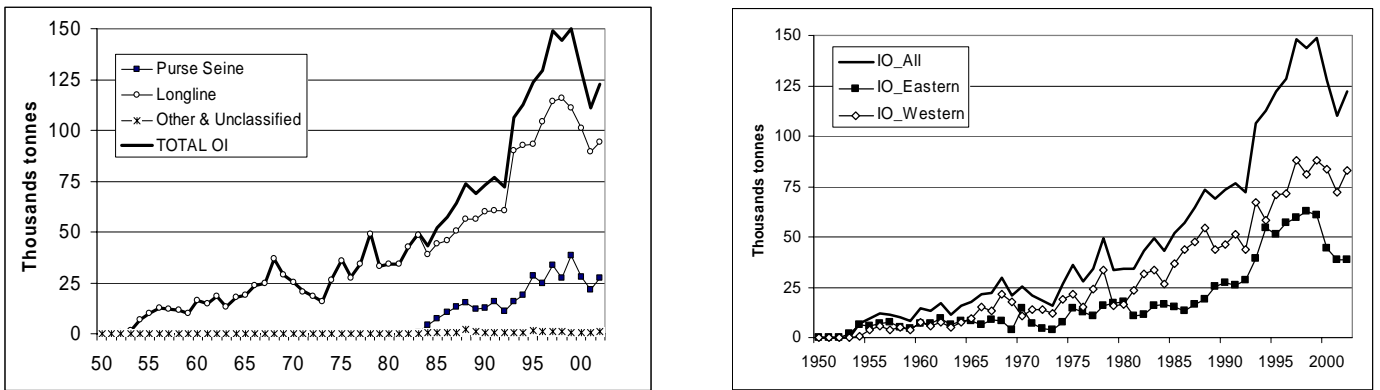 150
125
100
75
50
25
0
Thousands tonnes
Purse Seine
Longline
Other & Unclassified
TOTAL OI
50 55 60 65 70 75 80 85 90 95 00
150
125
100
75
50
25
0
Thousands tonnes
IO_All
IO_Eastern
IO_Western
1950 1955 1960 1965 1970 1975 1980 1985 1990 1995 2000